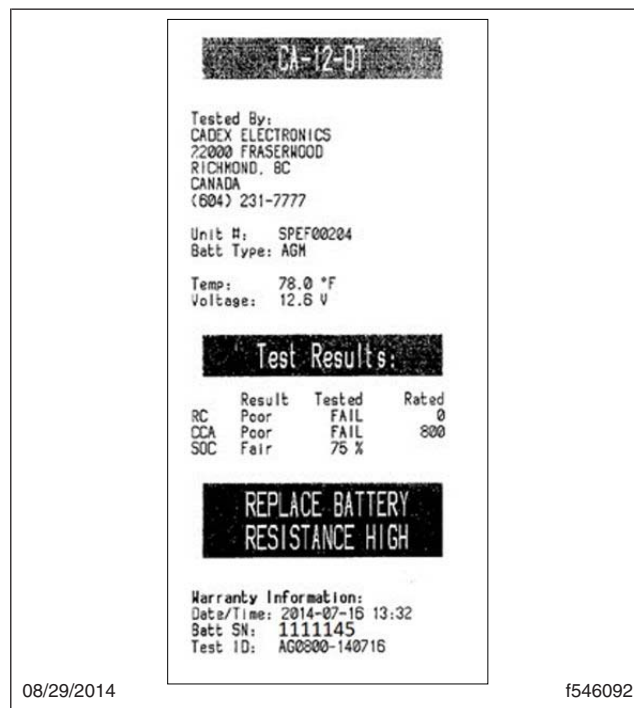 CA-12-DT
Tested By:
CADEX ELECTRONICS
22000 FRASERWOOD
RICHMOND, BC
CANADA
(604) 231-7777
Unit #: SPEF00204
Batt Type: AGM
Temp: 78.0 °F
Voltage: 12.6 V
Test Results:
Result Tested Rated
RC Poor FAIL 0
CCA Poor FAIL 800
SOC Fair 75 %
REPLACE BATTERY
RESISTANCE HIGH
Warranty Information:
Date/Time: 2014-07-16 13:32
Batt SN: 1111145
Test ID: AG0800-140716
08/29/2014 f546092